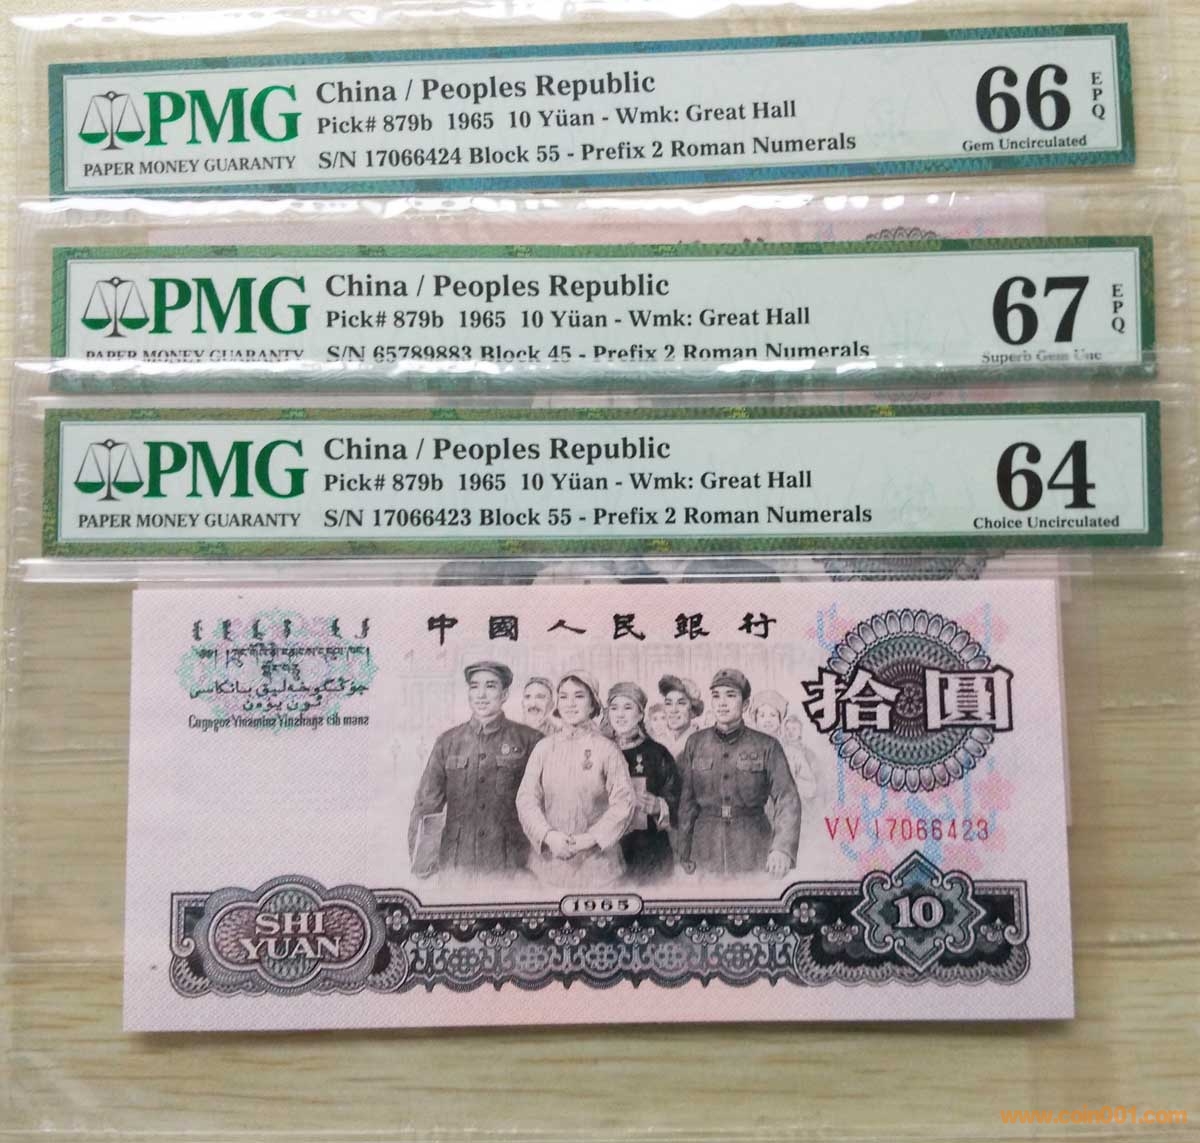 PMG
PAPER MONEY GUARANTY
China / Peoples Republic
Pick# 879b 1965 10 Yüan - Wmk: Great Hall
S/N 17066424 Block 55 - Prefix 2 Roman Numerals
66 EPQ
Gem Uncirculated
PMG
PAPER MONEY GUARANTY
China / Peoples Republic
Pick# 879b 1965 10 Yüan - Wmk: Great Hall
S/N 65789883 Block 45 - Prefix 2 Roman Numerals
67 EPQ
Superb Gem Unc
PMG
PAPER MONEY GUARANTY
China / Peoples Republic
Pick# 879b 1965 10 Yüan - Wmk: Great Hall
S/N 17066423 Block 55 - Prefix 2 Roman Numerals
64
Choice Uncirculated
中國人民銀行
拾圓
VV 17066423
1965
SHI
YUAN
10
www.coin001.com